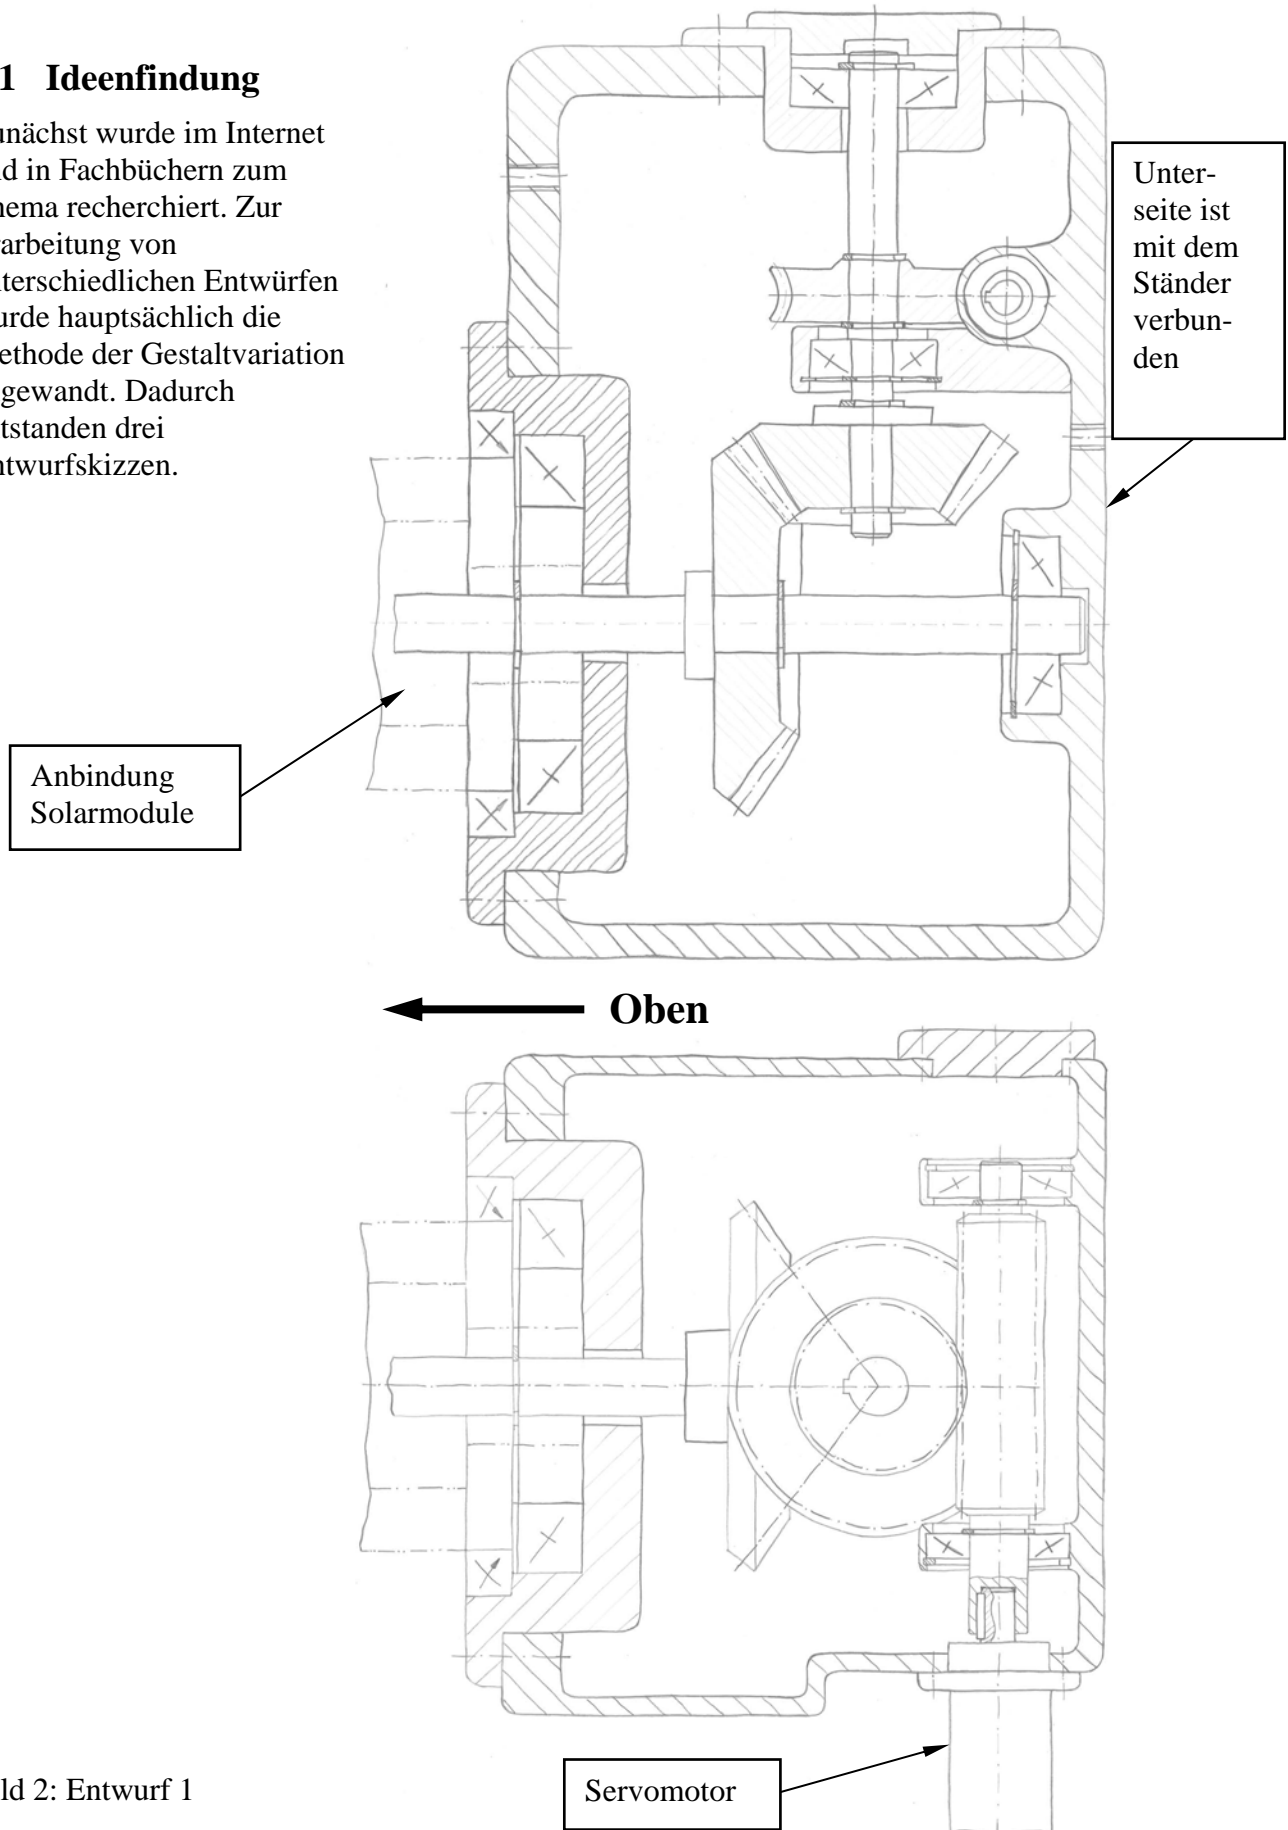 1 Ideenfindung
unächst wurde im Internet
d in Fachbüchern zum
ema recherchiert. Zur
arbeitung von
terschiedlichen Entwürfen
urde hauptsächlich die
ethode der Gestaltvariation
gewandt. Dadurch
tstanden drei
ntwurfskizzen.
Unter-
seite ist
mit dem
Ständer
verbun-
den
Anbindung
Solarmodule
Oben
Servomotor
ld 2: Entwurf 1